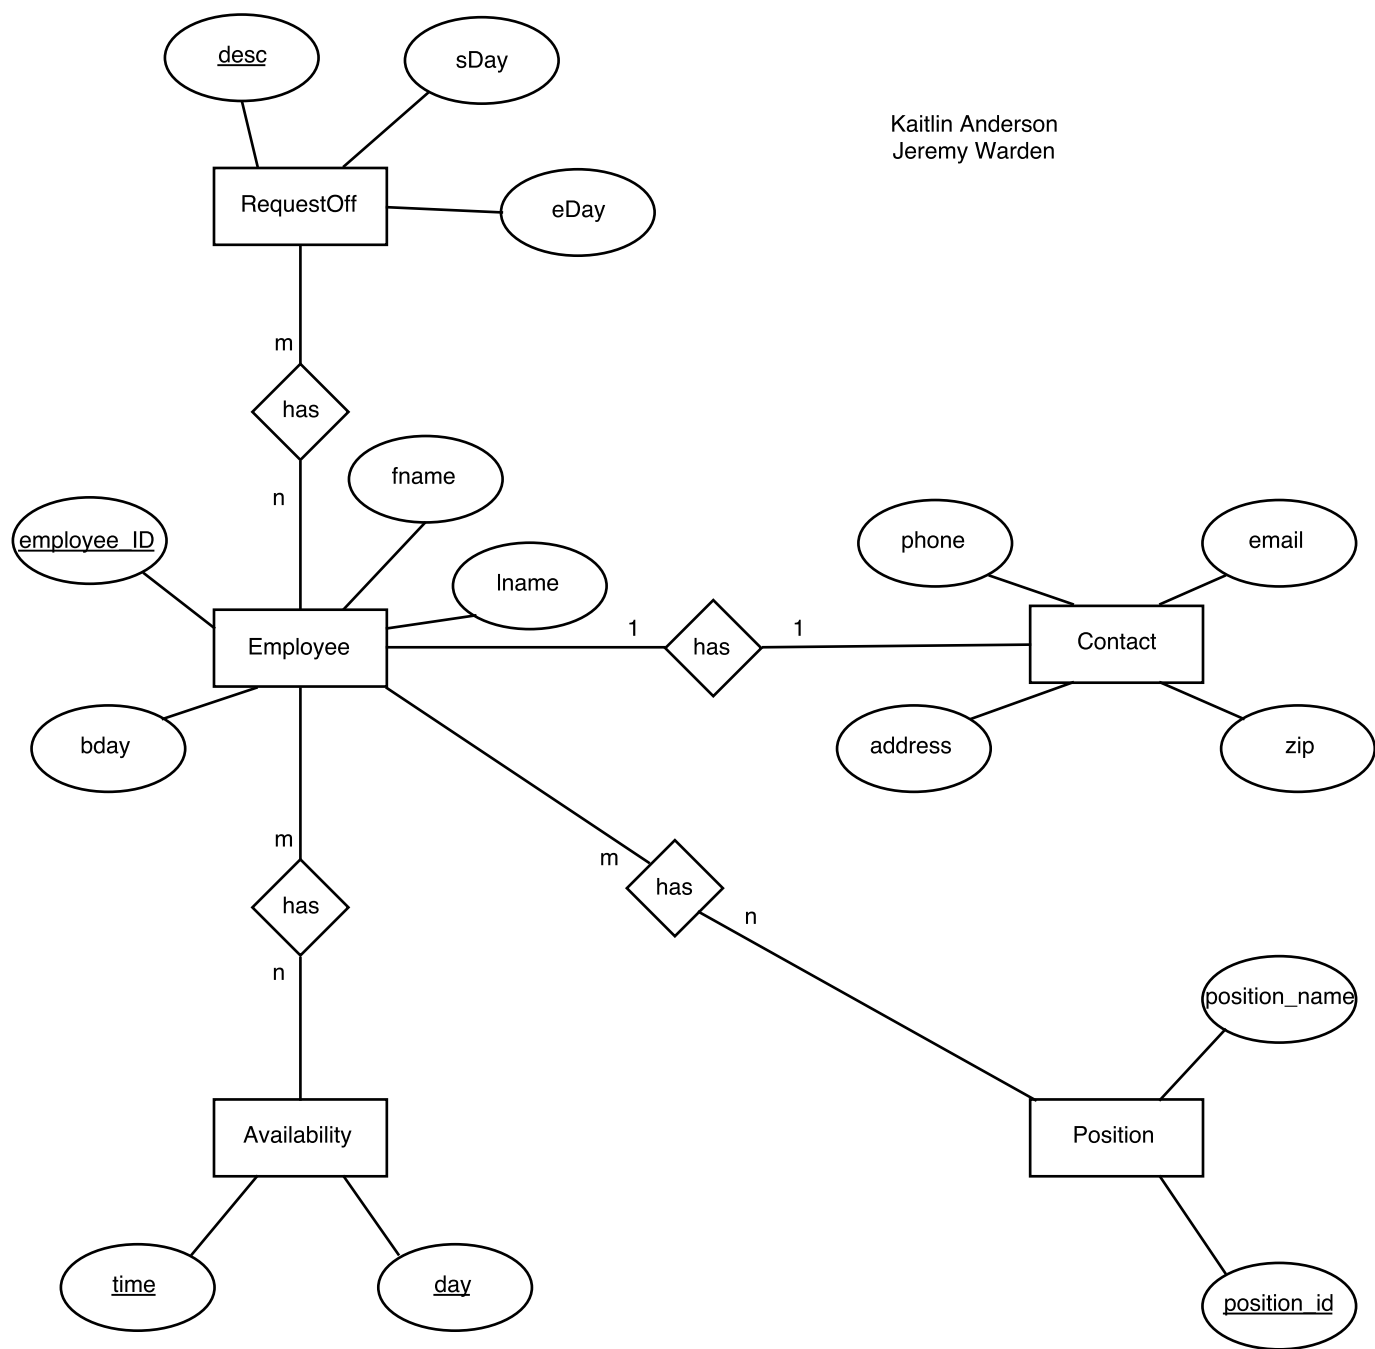 desc
sDay
Kaitlin Anderson
Jeremy Warden
RequestOff
eDay
m
has
n
fname
employee_ID
lname
phone
email
Employee
1
has
1
Contact
bday
address
zip
m
has
n
m
has
n
position_name
Availability
Position
time
day
position_id